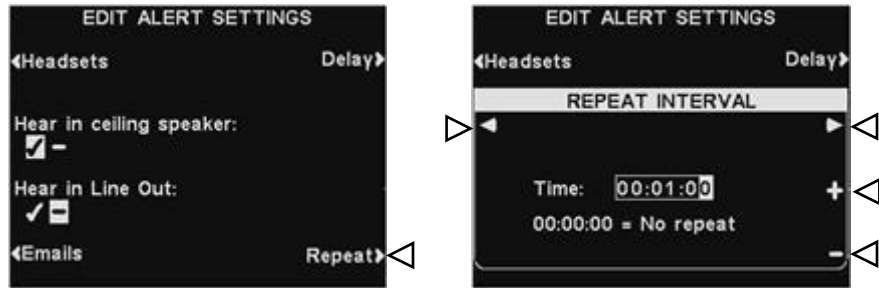 EDIT ALERT SETTINGS
Headsets Delay
Hear in ceiling speaker:
Hear in Line Out:
Emails Repeat
EDIT ALERT SETTINGS
Headsets Delay
REPEAT INTERVAL
Time: 00:01:00
00:00:00 = No repeat